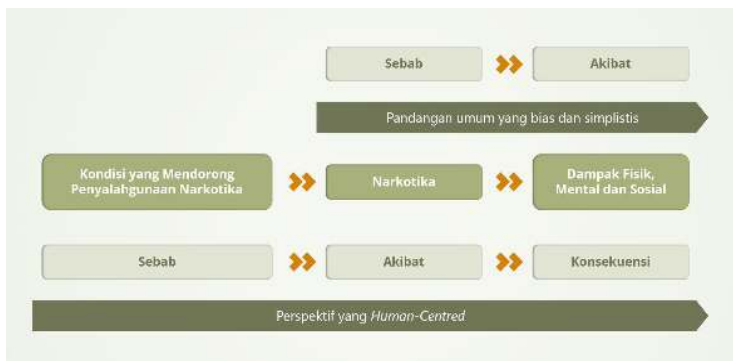 Sebab
Akibat
Pandangan umum yang bias dan simplistis
Kondisi yang Mendorong
Penyalahgunaan Narkotika
Narkotika
Dampak Fisik,
Mental dan Sosial
Sebab
Akibat
Konsekuensi
Perspektif yang Human-Centred